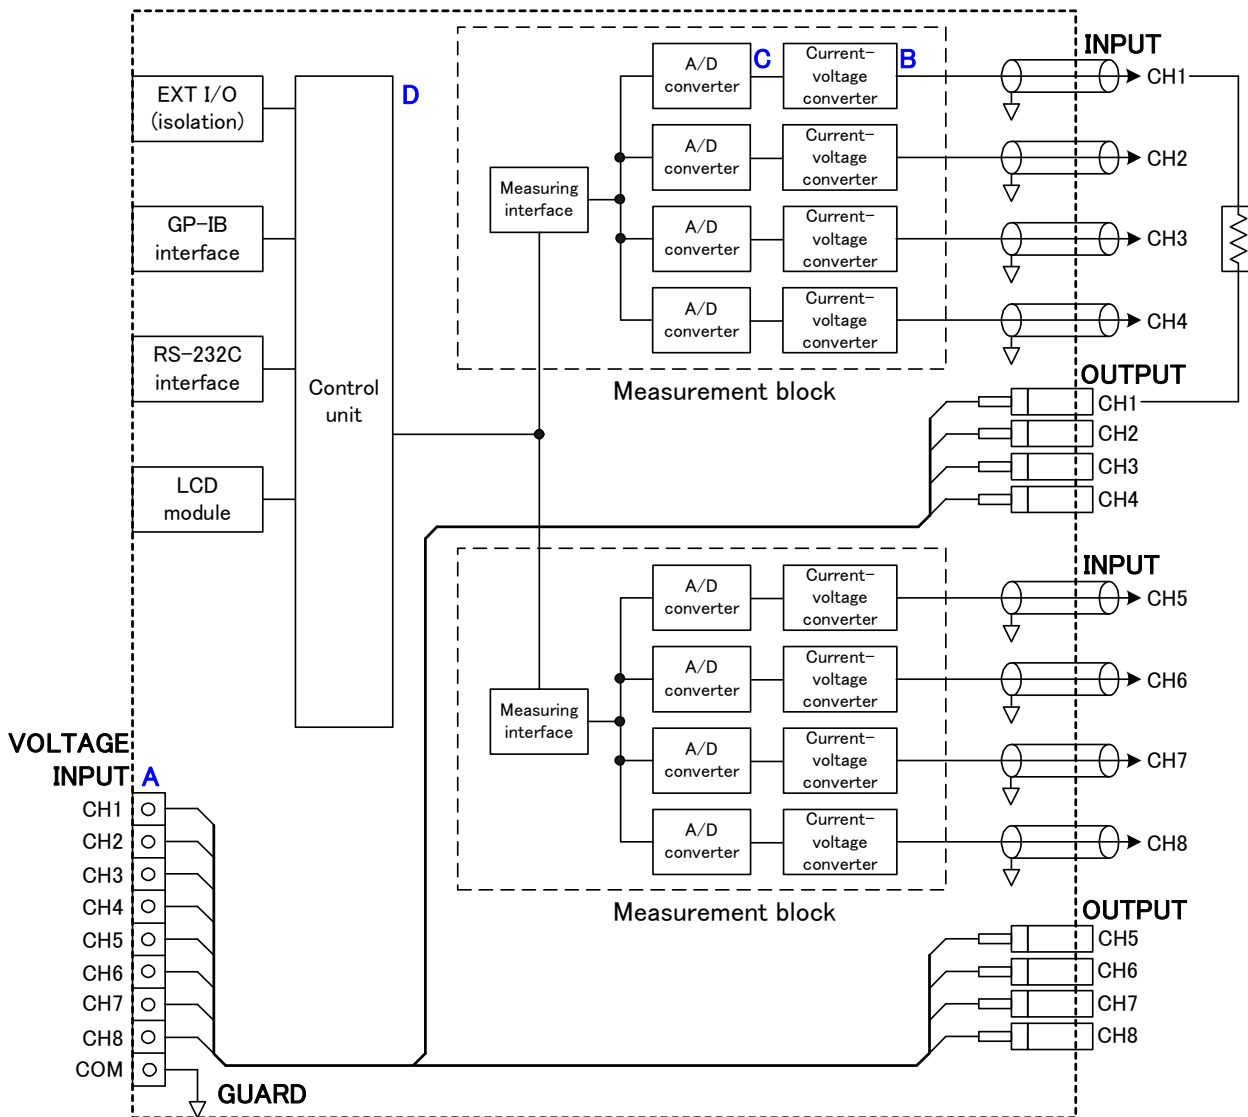 EXT I/O
(isolation)
GP-IB
interface
RS-232C
interface
LCD
module
Control
unit
D
Measuring
interface
A/D
converter
C
Current-
voltage
converter
B
A/D
converter
Current-
voltage
converter
A/D
converter
Current-
voltage
converter
A/D
converter
Current-
voltage
converter
Measurement block
INPUT
CH1
CH2
CH3
CH4
OUTPUT
CH1
CH2
CH3
CH4
Measuring
interface
A/D
converter
Current-
voltage
converter
A/D
converter
Current-
voltage
converter
A/D
converter
Current-
voltage
converter
A/D
converter
Current-
voltage
converter
Measurement block
INPUT
CH5
CH6
CH7
CH8
OUTPUT
CH5
CH6
CH7
CH8
VOLTAGE
INPUT A
CH1
CH2
CH3
CH4
CH5
CH6
CH7
CH8
COM
GUARD